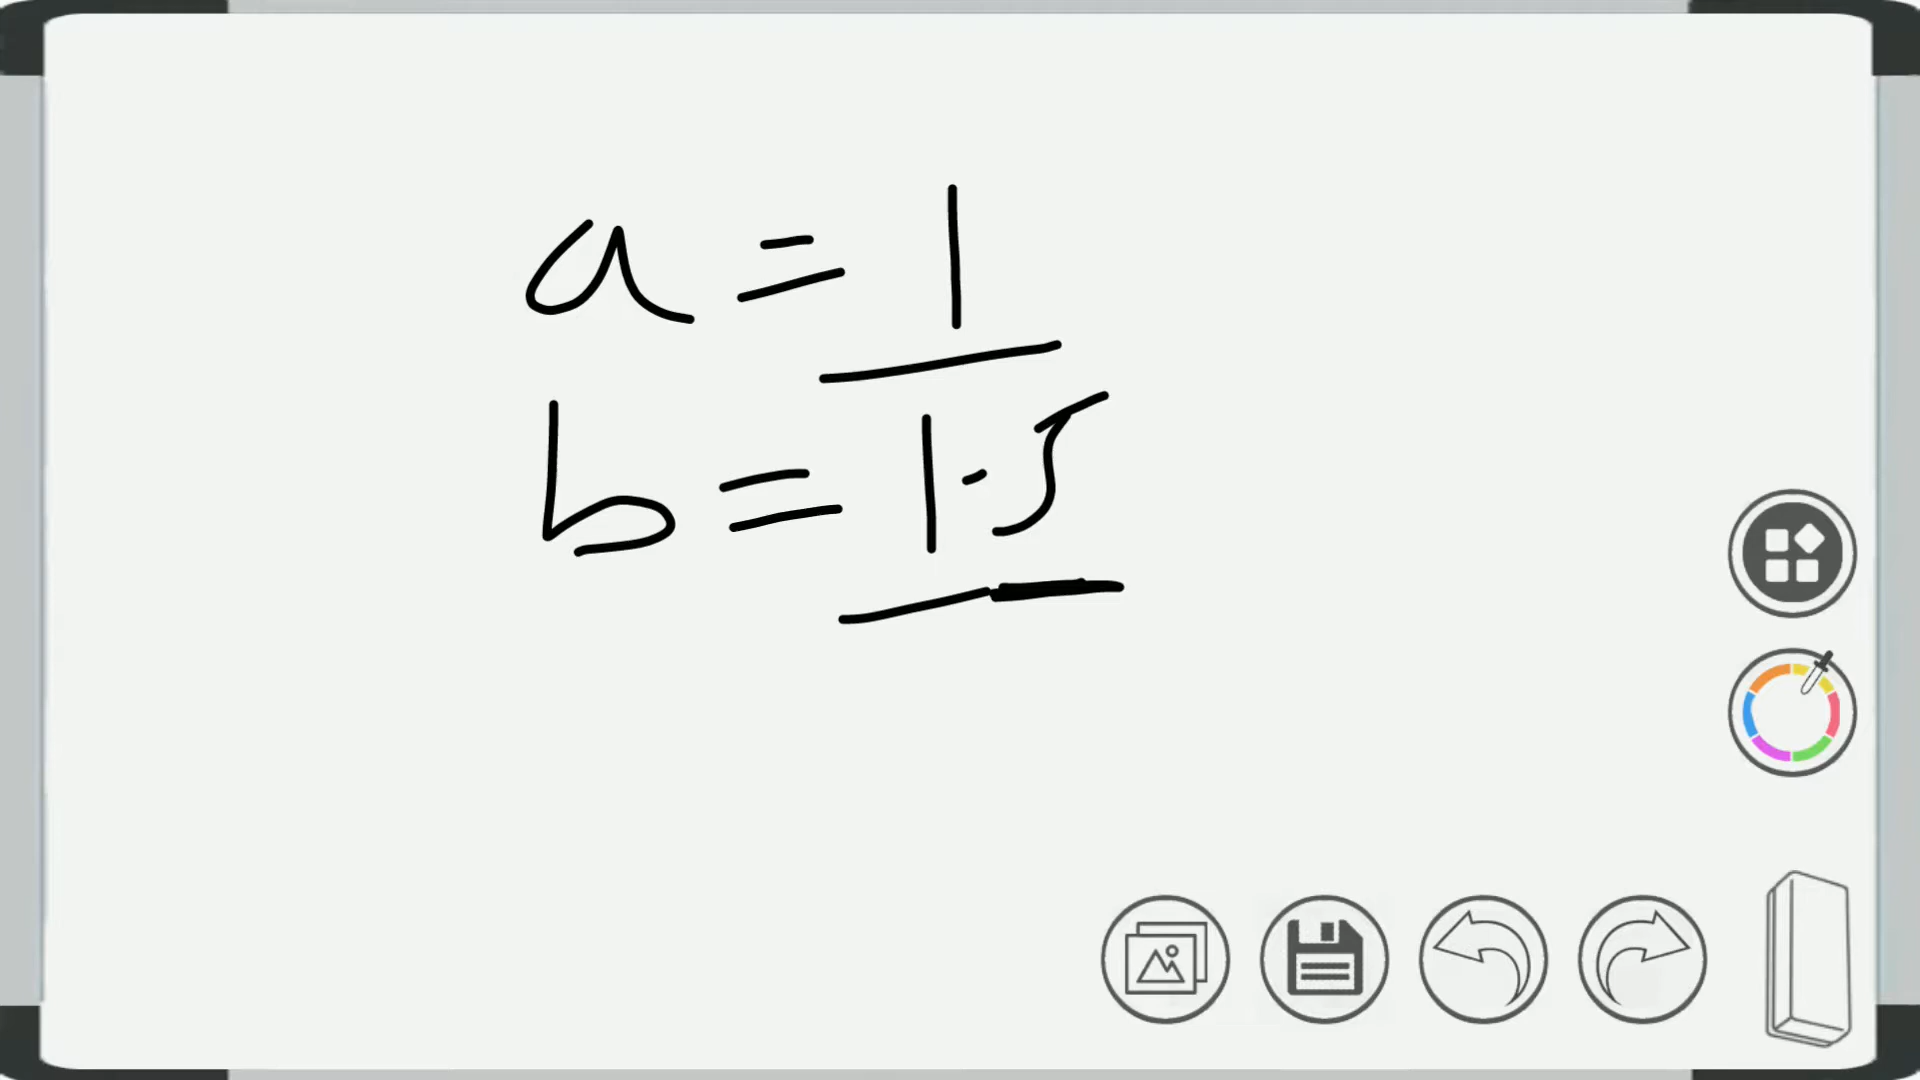 a = 1
b = 1.5